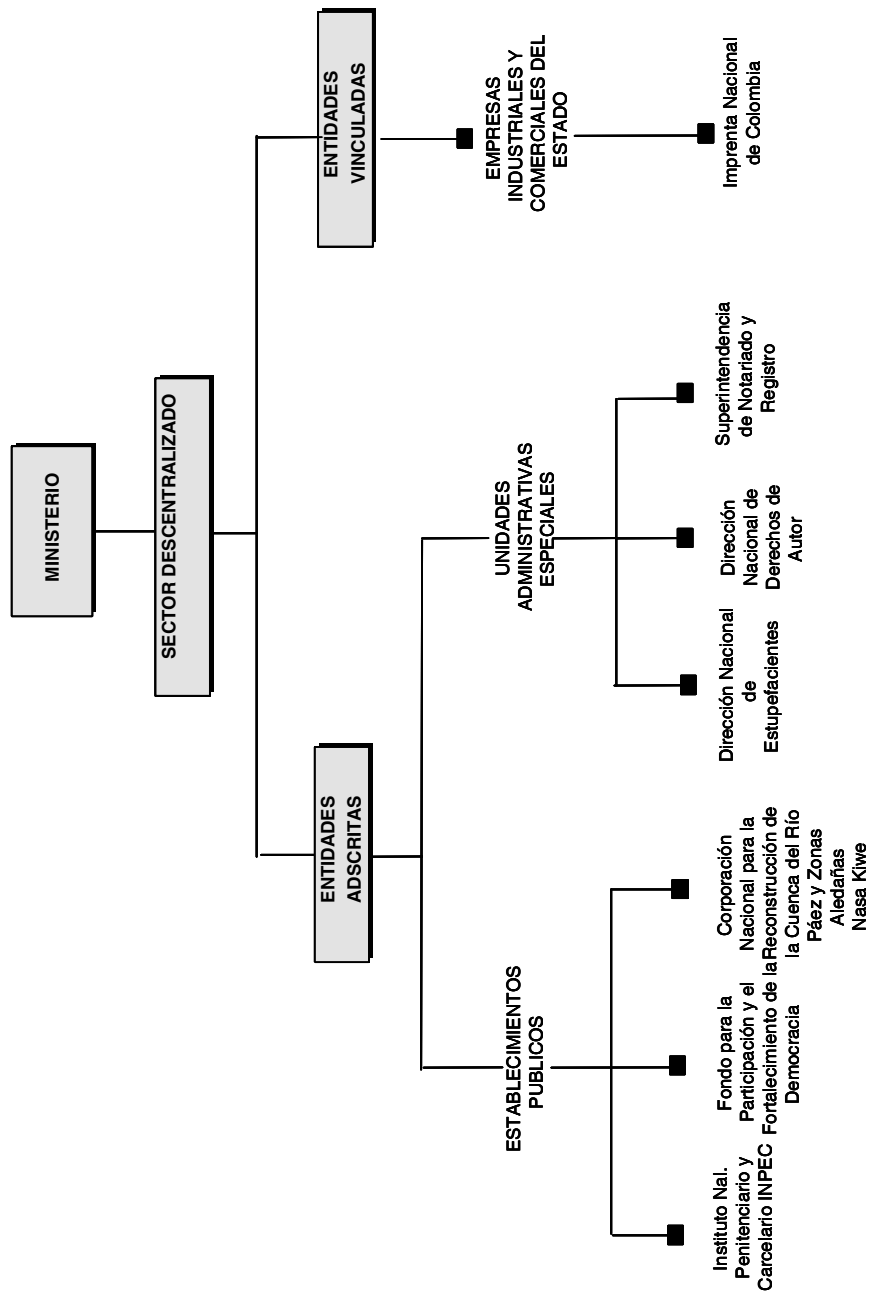 MINISTERIO
SECTOR DESCENTRALIZADO
ENTIDADES
ADSCRITAS
ENTIDADES
VINCULADAS
ESTABLECIMIENTOS
PUBLICOS
UNIDADES
ADMINISTRATIVAS
ESPECIALES
EMPRESAS
INDUSTRIALES Y
COMERCIALES DEL
ESTADO
Instituto Nal.
Penitenciario y
Carcelario INPEC
Fondo para la
Participación y el
Fortalecimiento de la
Democracia
Corporación
Nacional para la
Reconstrucción de
la Cuenca del Río
Páez y Zonas
Aledañas
Nasa Kiwe
Dirección Nacional
de
Estupefacientes
Dirección
Nacional de
Derechos de
Autor
Superintendencia
de Notariado y
Registro
Imprenta Nacional
de Colombia